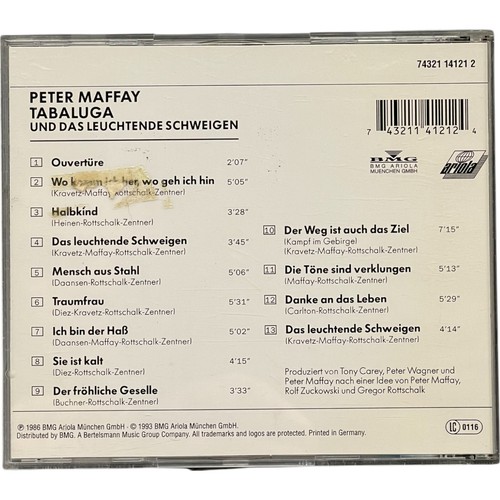 74321 14121 2
PETER MAFFAY
TABALUGA
UND DAS LEUCHTENDE SCHWEIGEN
7 43211 41212 4
BMG
BMG ARIOLA
MUENCHEN GMBH
ariola
1 Ouvertüre 2'07"
2 Wo komm ich her, wo geh ich hin 5'05"
(Kravetz-Maffay-Rottschalk-Zentner)
3 Halbkind 3'28"
(Heinen-Rottschalk-Zentner)
4 Das leuchtende Schweigen 3'45"
(Kravetz-Maffay-Rottschalk-Zentner)
5 Mensch aus Stahl 5'06"
(Daansen-Rottschalk-Zentner)
6 Traumfrau 5'31"
(Diez-Kravetz-Rottschalk-Zentner)
7 Ich bin der Haß 5'02"
(Daansen-Maffay-Rottschalk-Zentner)
8 Sie ist kalt 4'15"
(Diez-Rottschalk-Zentner)
9 Der fröhliche Geselle 3'33"
(Buchner-Rottschalk-Zentner)
10 Der Weg ist auch das Ziel 7'15"
(Kampf im Gebirge)
(Kravetz-Maffay-Rottschalk-Zentner)
11 Die Töne sind verklungen 5'13"
(Maffay-Rottschalk-Zentner)
12 Danke an das Leben 5'29"
(Carlton-Rottschalk-Zentner)
13 Das leuchtende Schweigen 4'14"
(Kravetz-Maffay-Rottschalk-Zentner)
Produziert von Tony Carey, Peter Wagner und
Peter Maffay nach einer Idee von Peter Maffay,
Rolf Zuckowski und Gregor Rottschalk
℗ 1986 BMG Ariola München GmbH. · © 1993 BMG Ariola München GmbH.
Distributed by BMG. A Bertelsmann Music Group Company. All trademarks and logos are protected. Printed in Germany.
LC 0116